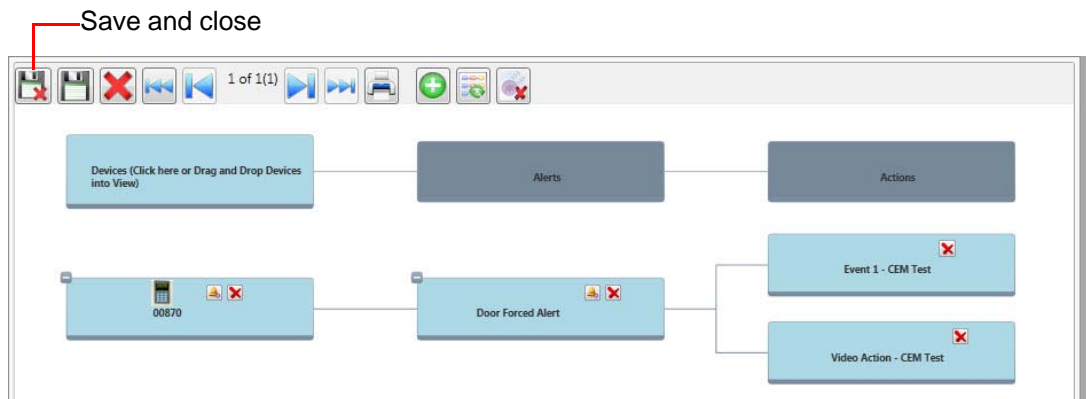 Save and close
1 of 1(1)
Devices (Click here or Drag and Drop Devices
into View)
Alerts
Actions
Event 1 - CEM Test
00870
Door Forced Alert
Video Action - CEM Test